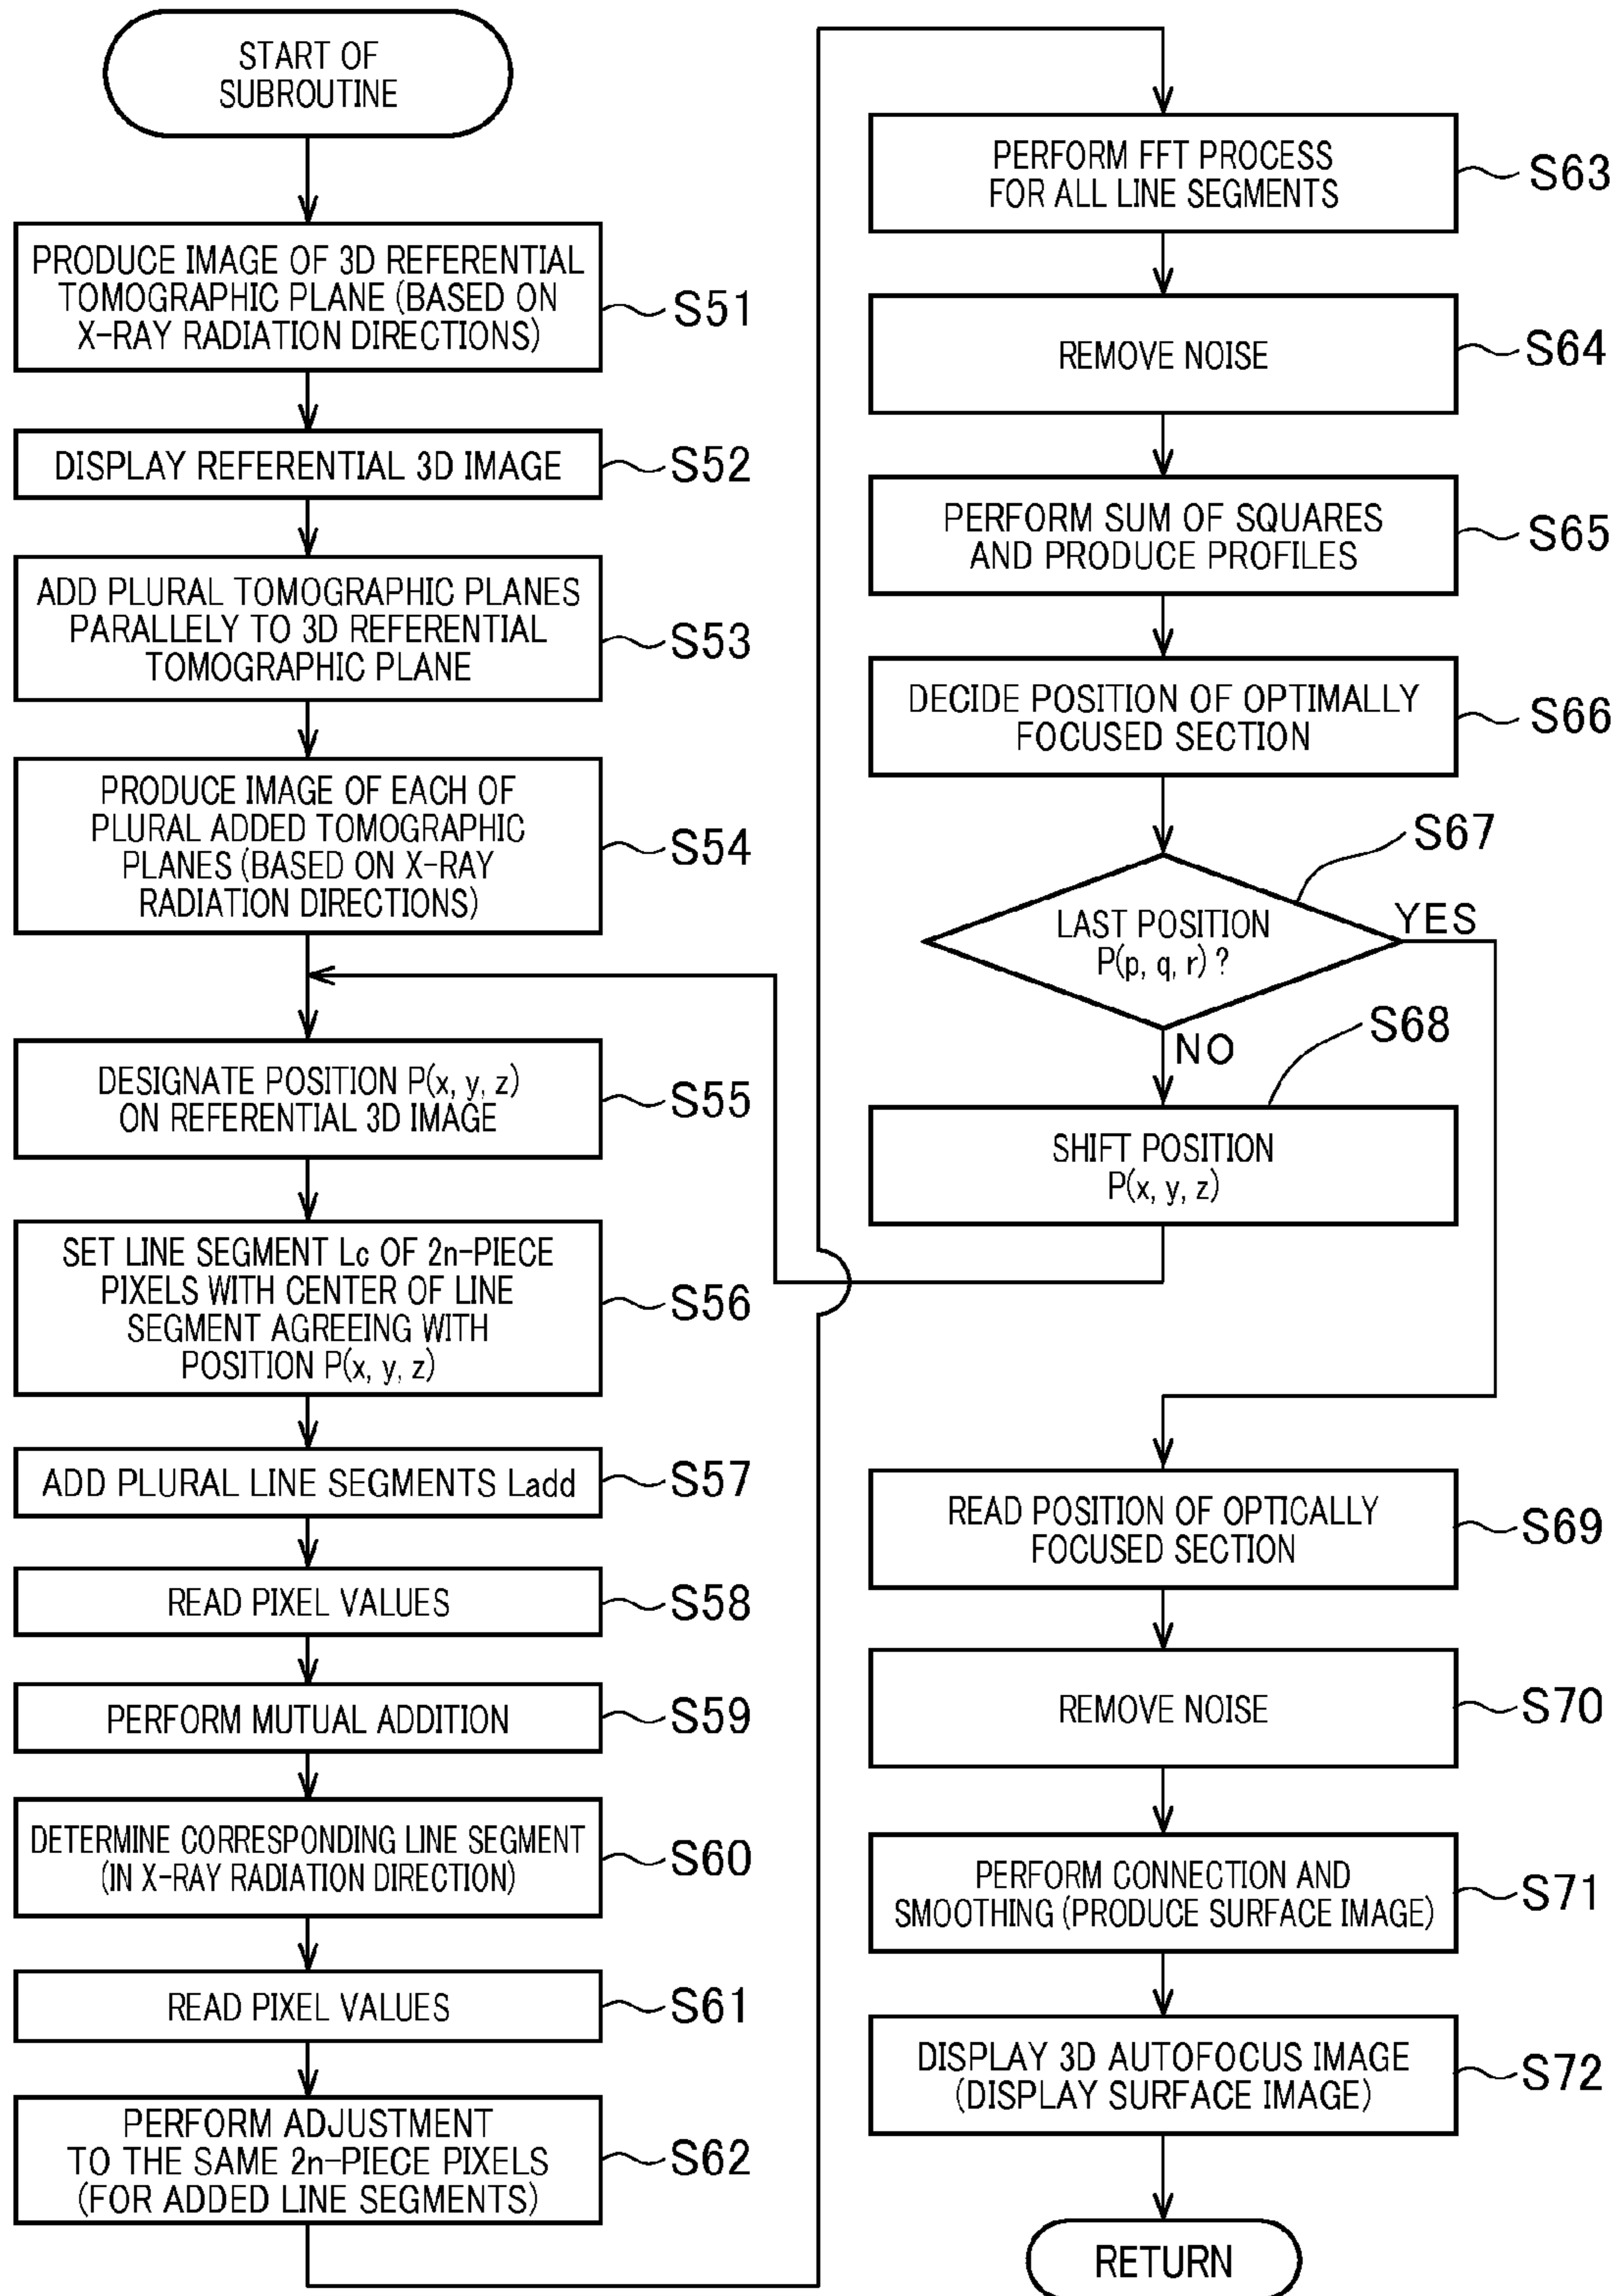 START OF
SUBROUTINE
PRODUCE IMAGE OF 3D REFERENTIAL
TOMOGRAPHIC PLANE (BASED ON
X-RAY RADIATION DIRECTIONS)
S51
DISPLAY REFERENTIAL 3D IMAGE
S52
ADD PLURAL TOMOGRAPHIC PLANES
PARALLELY TO 3D REFERENTIAL
TOMOGRAPHIC PLANE
S53
PRODUCE IMAGE OF EACH OF
PLURAL ADDED TOMOGRAPHIC
PLANES (BASED ON X-RAY
RADIATION DIRECTIONS)
S54
DESIGNATE POSITION P(x, y, z)
ON REFERENTIAL 3D IMAGE
S55
SET LINE SEGMENT Lc OF 2n-PIECE
PIXELS WITH CENTER OF LINE
SEGMENT AGREEING WITH
POSITION P(x, y, z)
S56
ADD PLURAL LINE SEGMENTS Ladd
S57
READ PIXEL VALUES
S58
PERFORM MUTUAL ADDITION
S59
DETERMINE CORRESPONDING LINE SEGMENT
(IN X-RAY RADIATION DIRECTION)
S60
READ PIXEL VALUES
S61
PERFORM ADJUSTMENT
TO THE SAME 2n-PIECE PIXELS
(FOR ADDED LINE SEGMENTS)
S62
PERFORM FFT PROCESS
FOR ALL LINE SEGMENTS
S63
REMOVE NOISE
S64
PERFORM SUM OF SQUARES
AND PRODUCE PROFILES
S65
DECIDE POSITION OF OPTIMALLY
FOCUSED SECTION
S66
S67
LAST POSITION
P(p, q, r) ?
YES
NO
S68
SHIFT POSITION
P(x, y, z)
READ POSITION OF OPTICALLY
FOCUSED SECTION
S69
REMOVE NOISE
S70
PERFORM CONNECTION AND
SMOOTHING (PRODUCE SURFACE IMAGE)
S71
DISPLAY 3D AUTOFOCUS IMAGE
(DISPLAY SURFACE IMAGE)
S72
RETURN